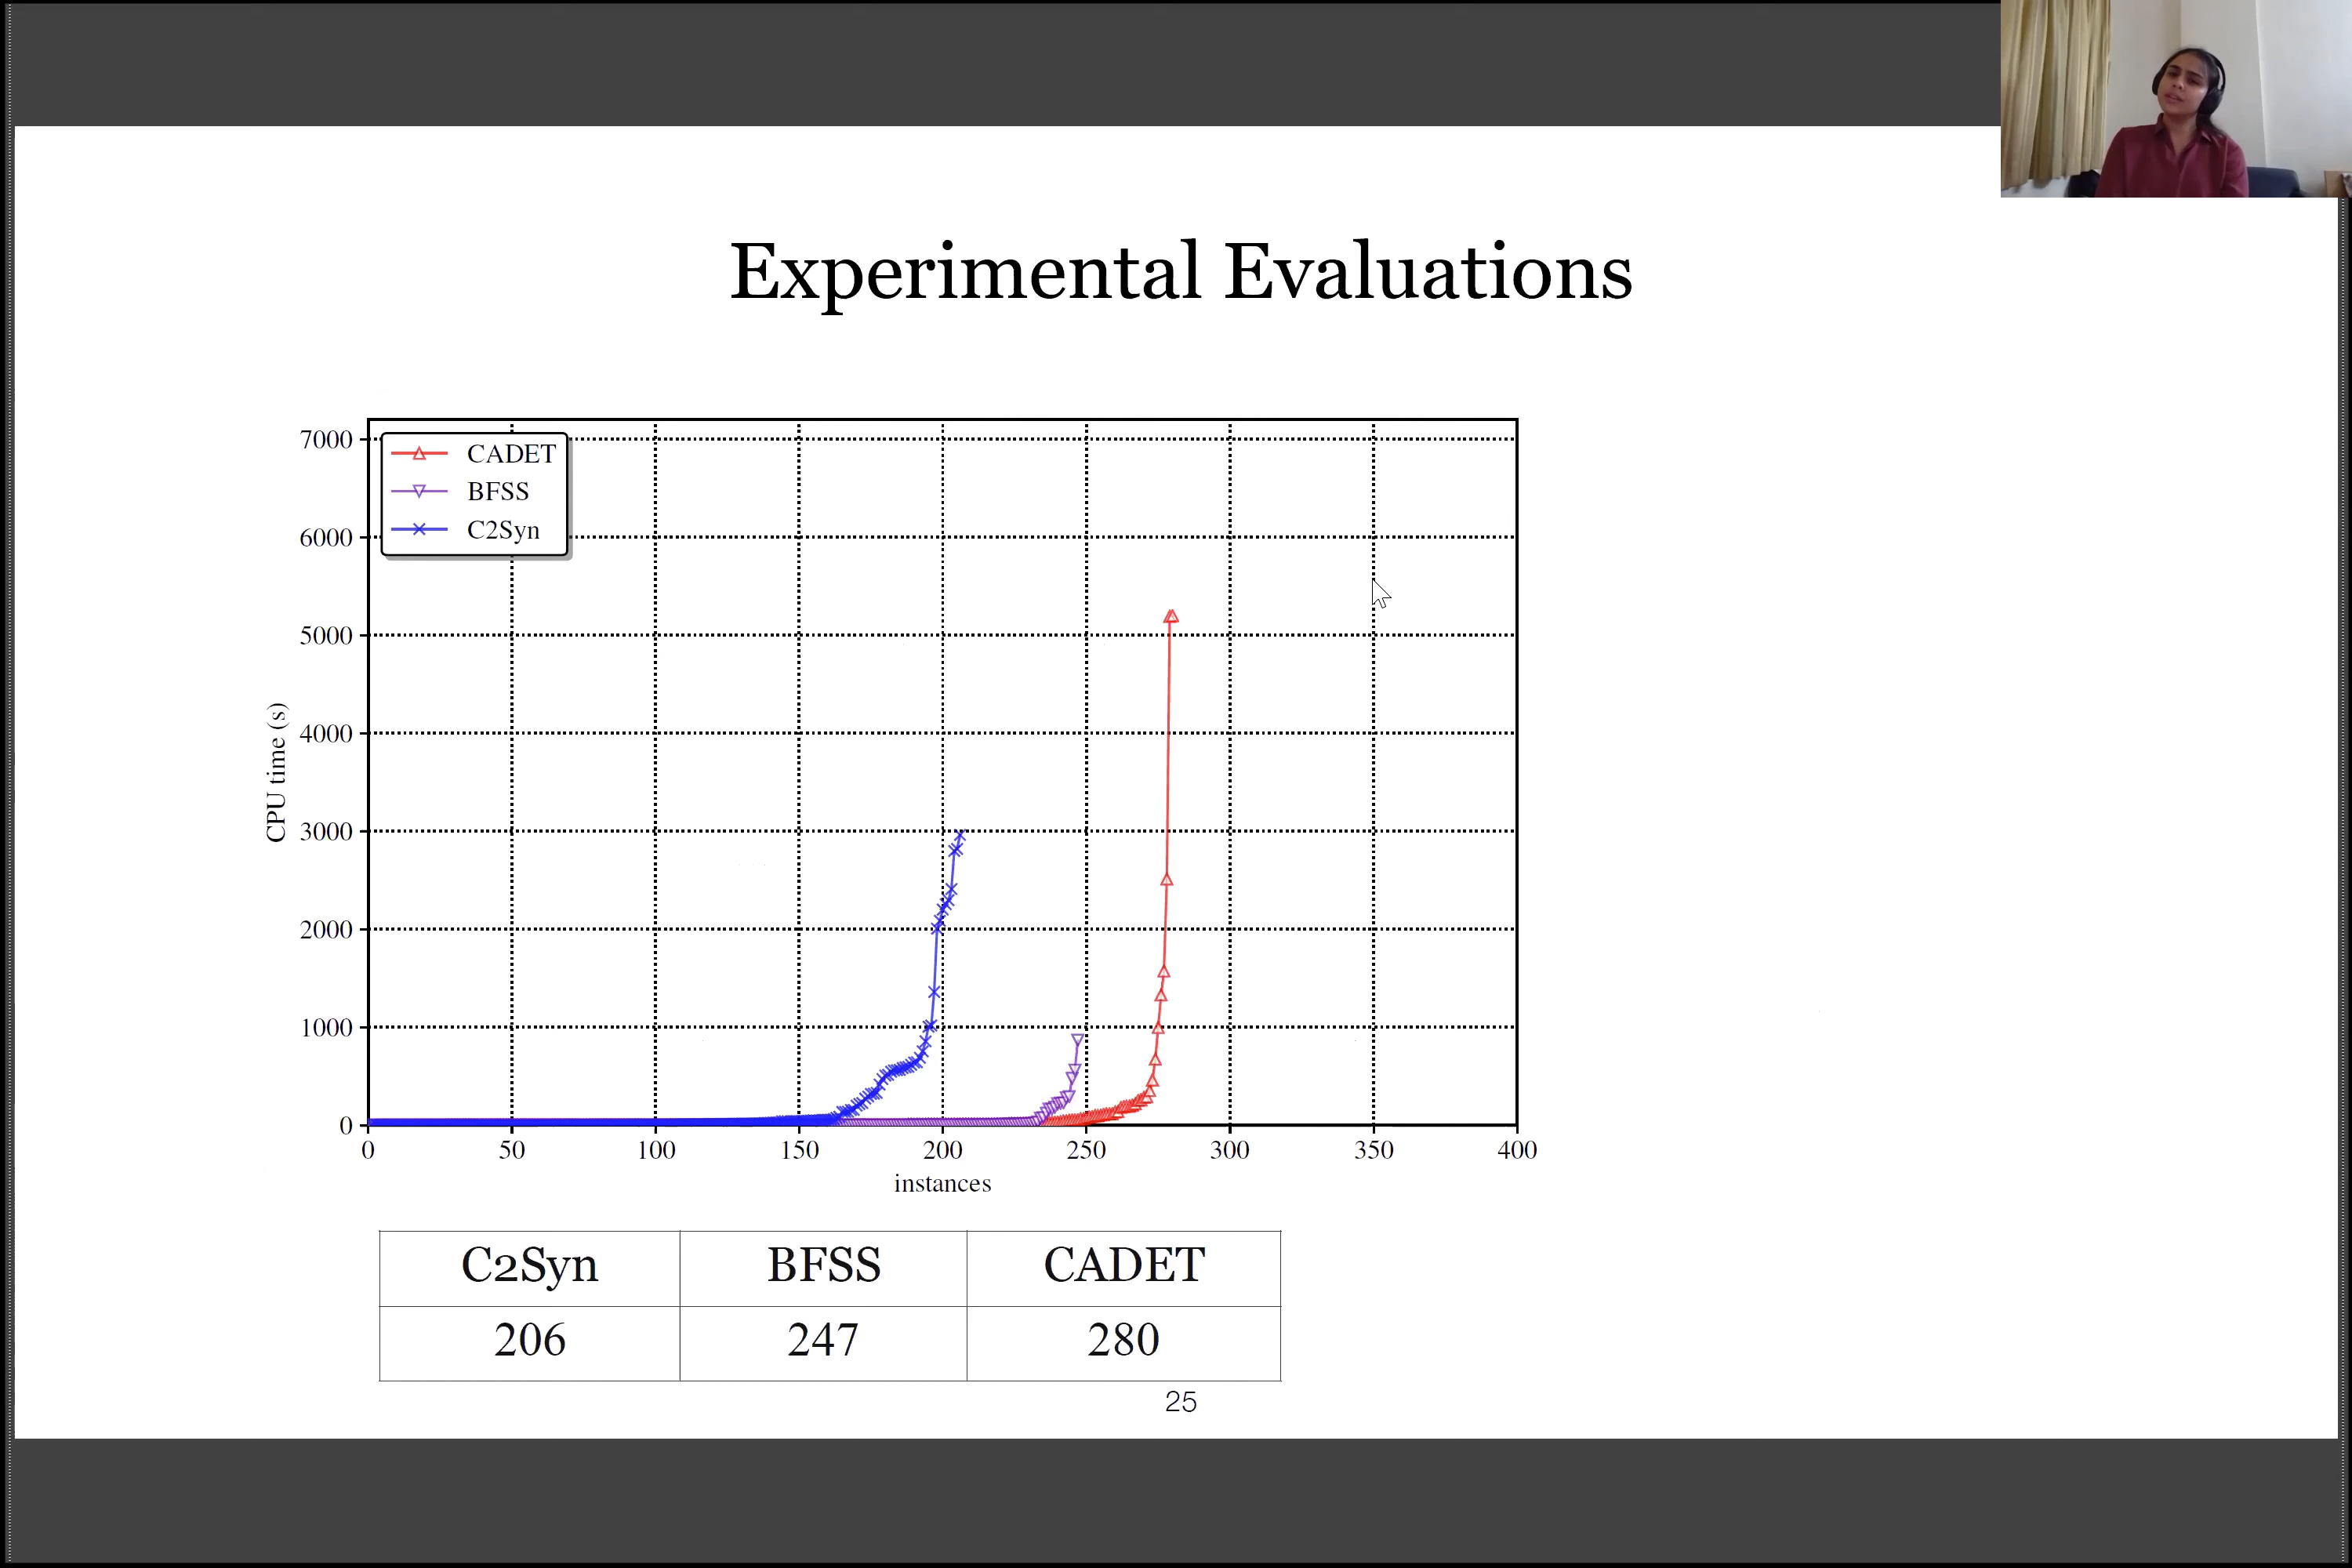 Experimental Evaluations
7000
6000
5000
4000
3000
2000
1000
0
CPU time (s)
CADET
BFSS
C2Syn
0 50 100 150 200 250 300 350 400
instances
C2Syn BFSS CADET
206 247 280
25